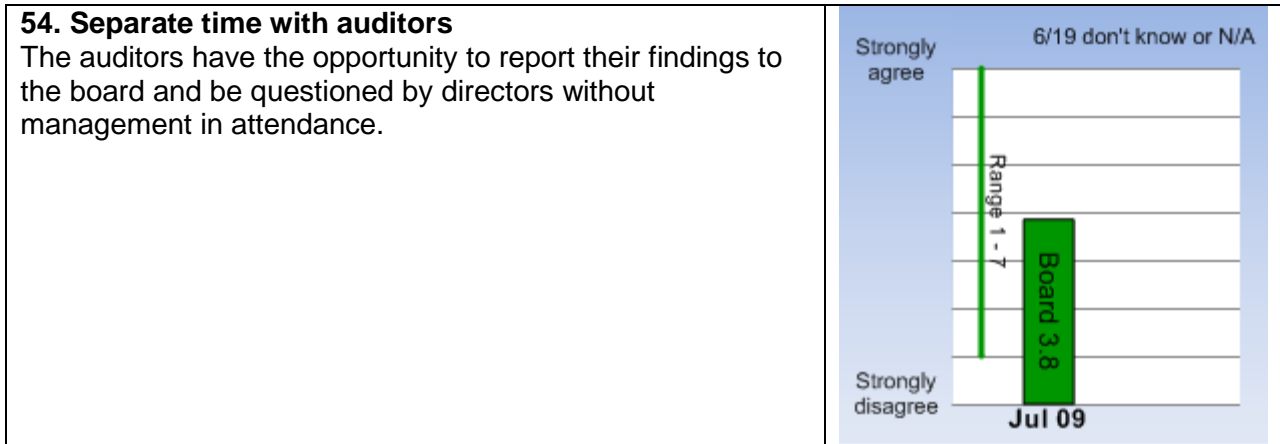 54. Separate time with auditors
The auditors have the opportunity to report their findings to
the board and be questioned by directors without
management in attendance.
6/19 don't know or N/A
Strongly
agree
Range 1 - 7
Board 3.8
Strongly
disagree
Jul 09